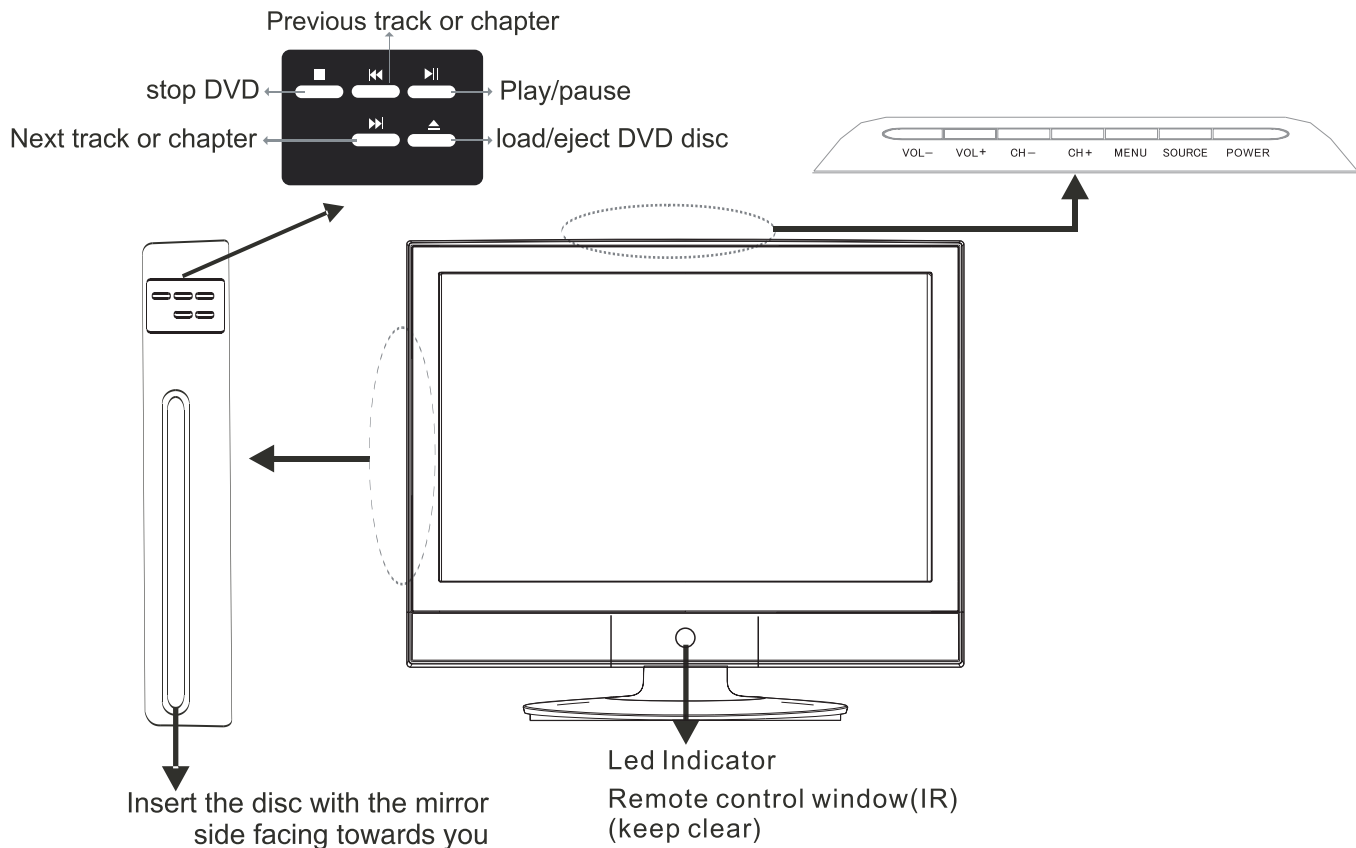 Previous track or chapter
stop DVD
Play/pause
Next track or chapter
load/eject DVD disc
VOL− VOL+ CH− CH+ MENU SOURCE POWER
Led Indicator
Remote control window(IR)
(keep clear)
Insert the disc with the mirror
side facing towards you